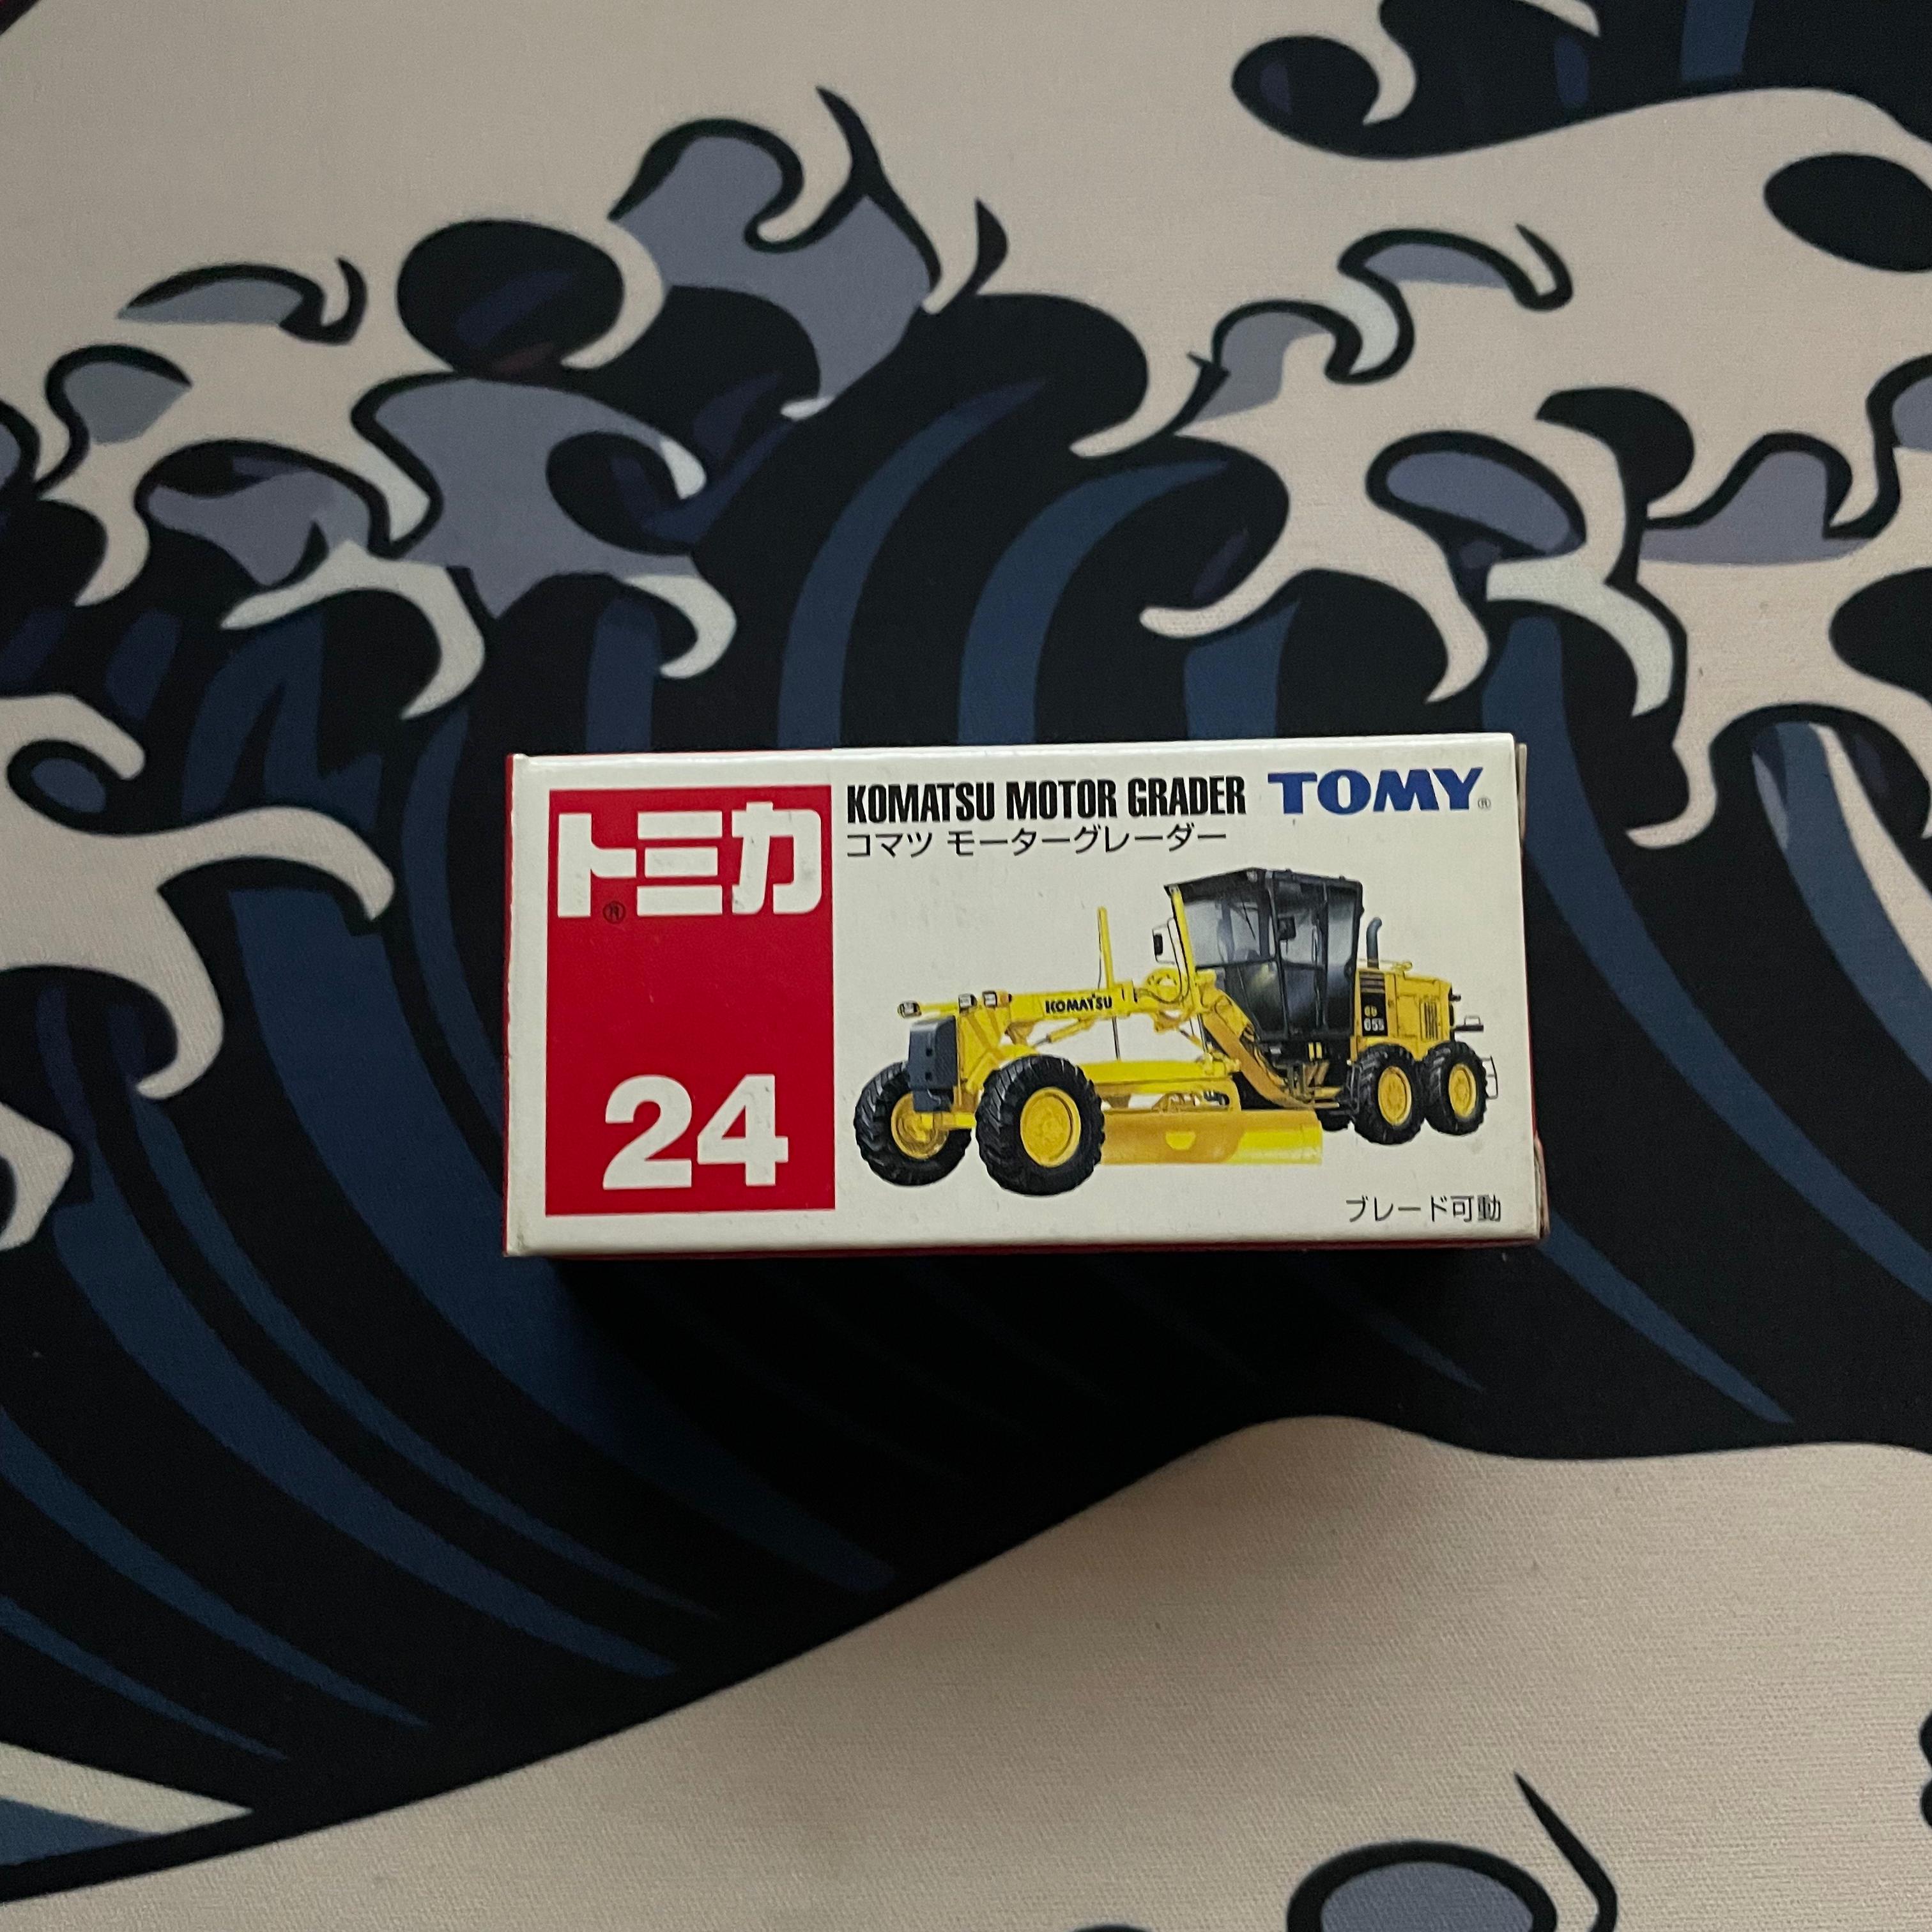 トミカ®
24
KOMATSU MOTOR GRADER TOMY®
コマツ モーターグレーダー
KOMATSU
655
ブレード可動